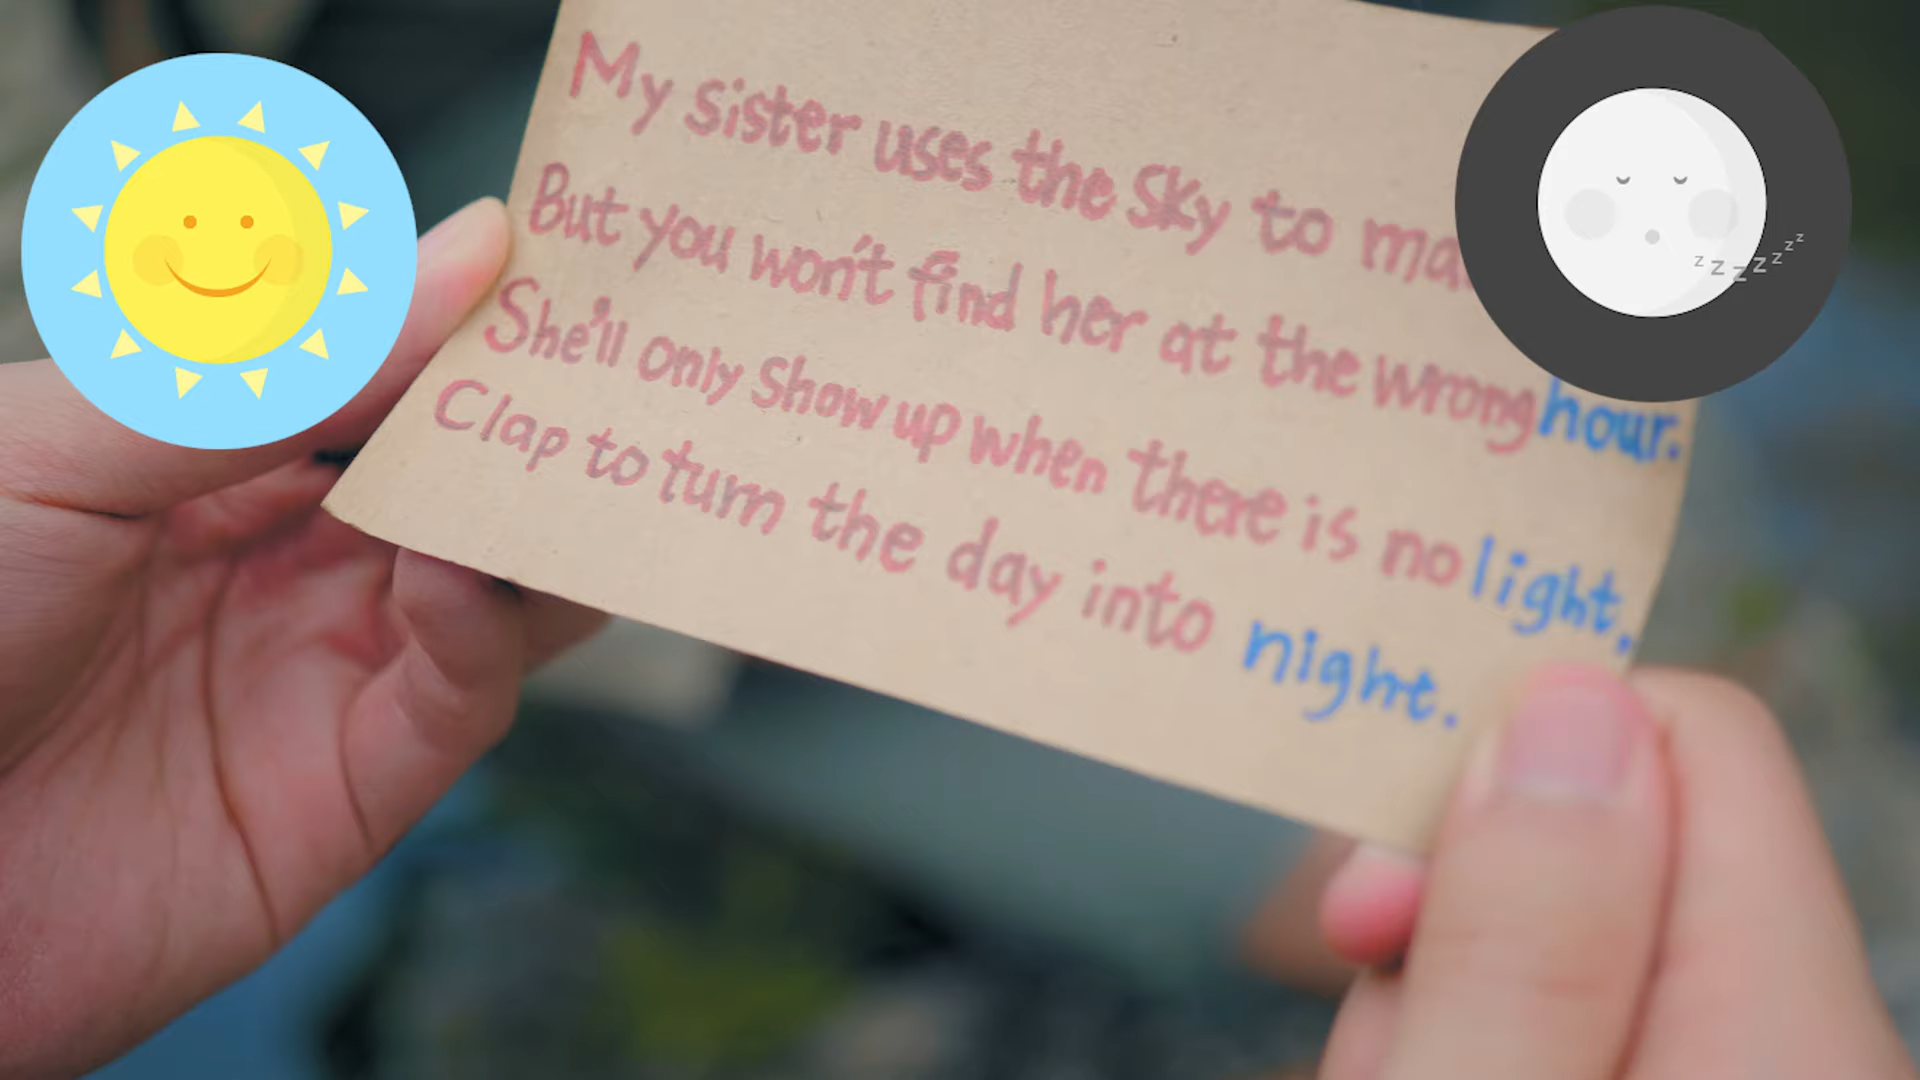 My sister uses the Sky to
But you won't find her at the wrong hour.
She'll only Show up when there is no light.
Clap to turn the day into night.
z z z z z z z